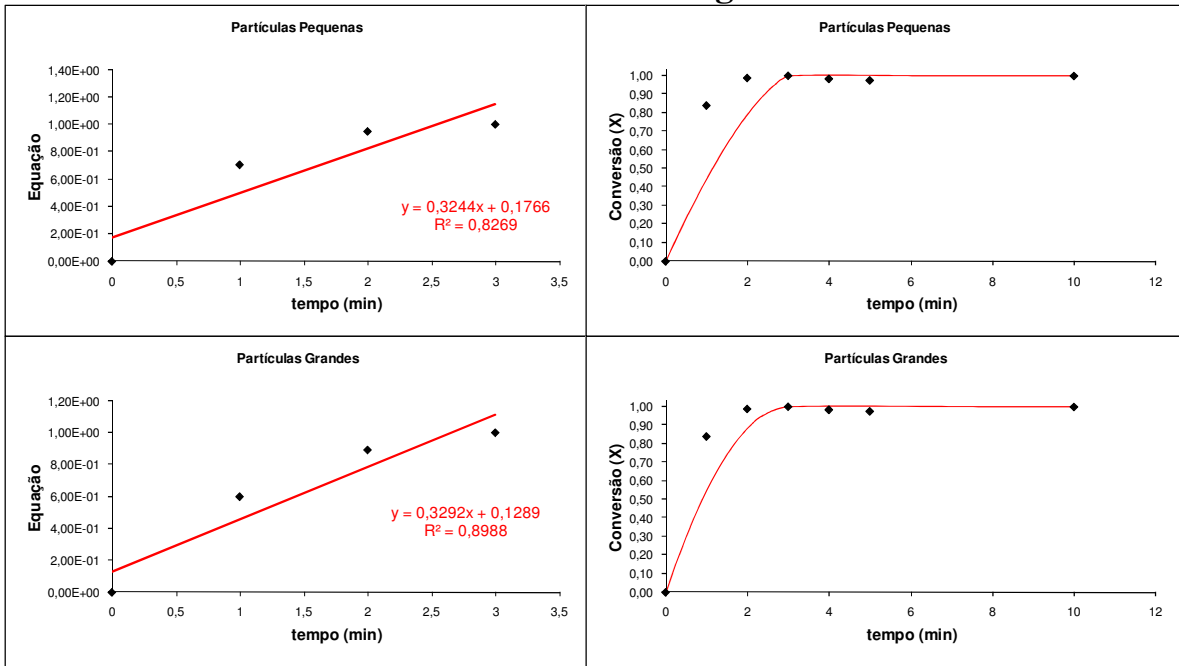 Partículas Pequenas
1,40E+00
1,20E+00
1,00E+00
8,00E-01
6,00E-01
4,00E-01
2,00E-01
0,00E+00
Equação
y = 0,3244x + 0,1766
R² = 0,8269
0 0,5 1 1,5 2 2,5 3 3,5
tempo (min)
Partículas Pequenas
1,00
0,90
0,80
0,70
0,60
0,50
0,40
0,30
0,20
0,10
0,00
Conversão (X)
0 2 4 6 8 10 12
tempo (min)
Partículas Grandes
1,20E+00
1,00E+00
8,00E-01
6,00E-01
4,00E-01
2,00E-01
0,00E+00
Equação
y = 0,3292x + 0,1289
R² = 0,8988
0 0,5 1 1,5 2 2,5 3 3,5
tempo (min)
Partículas Grandes
1,00
0,90
0,80
0,70
0,60
0,50
0,40
0,30
0,20
0,10
0,00
Conversão (X)
0 2 4 6 8 10 12
tempo (min)